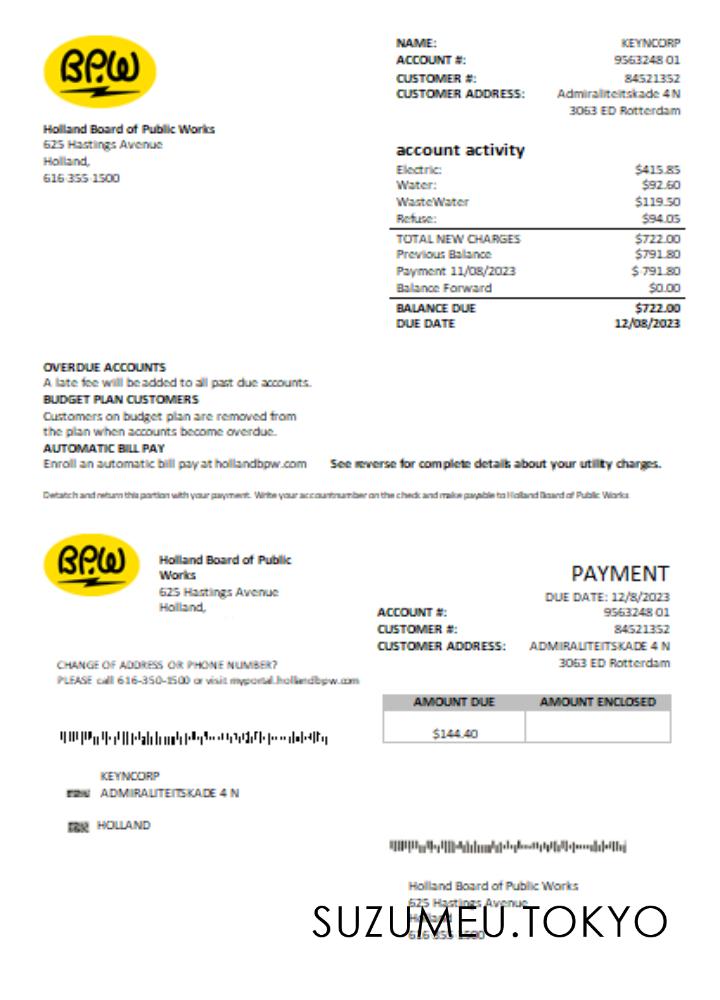 BPW
NAME: KEYNCORP
ACCOUNT #: 9563248 01
CUSTOMER #: 84521352
CUSTOMER ADDRESS: Admiraliteitskade 4 N
3063 ED Rotterdam
Holland Board of Public Works
625 Hastings Avenue
Holland,
616 355 1500
account activity
Electric: $415.85
Water: $92.60
WasteWater $119.50
Refuse: $94.05
TOTAL NEW CHARGES $722.00
Previous Balance $791.80
Payment 11/08/2023 $ 791.80
Balance Forward $0.00
BALANCE DUE $722.00
DUE DATE 12/08/2023
OVERDUE ACCOUNTS
A late fee will be added to all past due accounts.
BUDGET PLAN CUSTOMERS
Customers on budget plan are removed from
the plan when accounts become overdue.
AUTOMATIC BILL PAY
Enroll an automatic bill pay at hollandbpw.com See reverse for complete details about your utility charges.
Detatch and return this portion with your payment. Write your accountnumber on the check and make payable to Holland Board of Public Works
BPW
Holland Board of Public
Works
625 Hastings Avenue
Holland,
PAYMENT
DUE DATE: 12/8/2023
ACCOUNT #: 9563248 01
CUSTOMER #: 84521352
CUSTOMER ADDRESS: ADMIRALITEITSKADE 4 N
3063 ED Rotterdam
CHANGE OF ADDRESS OR PHONE NUMBER?
PLEASE call 616-350-1500 or visit myportal.hollandbpw.com
AMOUNT DUE AMOUNT ENCLOSED
$144.40
KEYNCORP
ADMIRALITEITSKADE 4 N
HOLLAND
Holland Board of Public Works
625 Hastings Avenue
Holland
616 355 1500
SUZUMEU.TOKYO